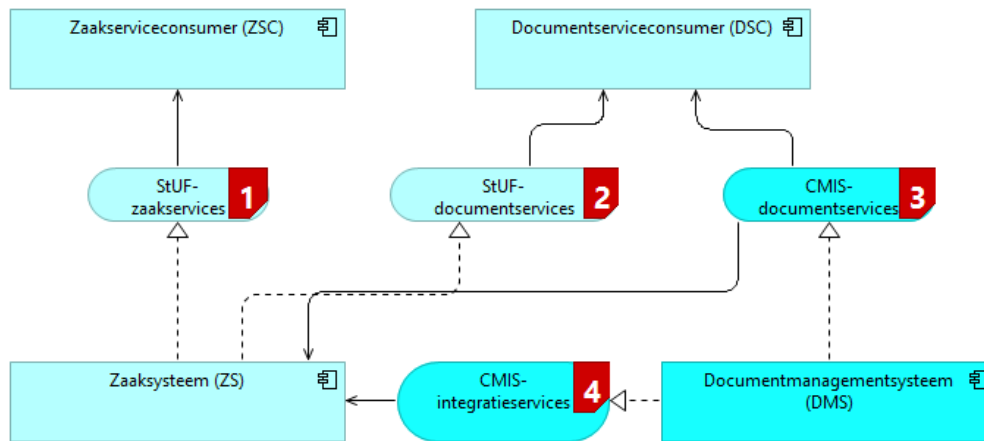 Zaakserviceconsumer (ZSC)
Documentserviceconsumer (DSC)
StUF-
zaakservices
1
StUF-
documentservices
2
CMIS-
documentservices
3
Zaaksysteem (ZS)
CMIS-
integratieservices
4
Documentmanagementsysteem
(DMS)